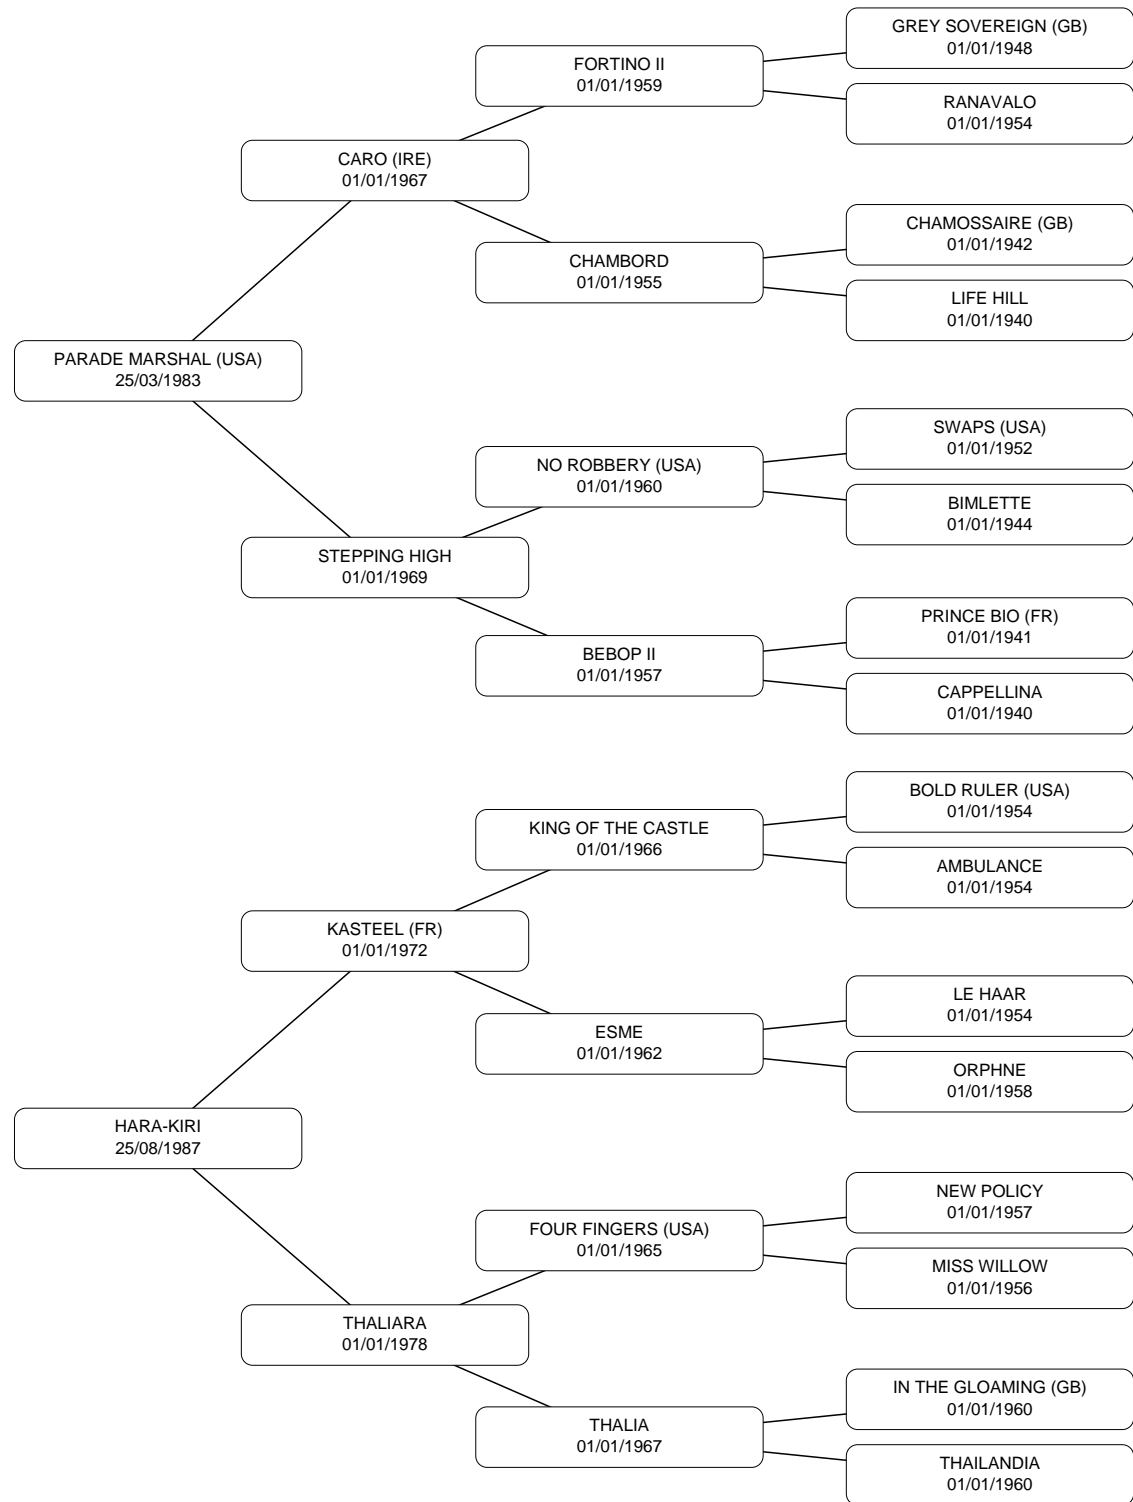 GREY SOVEREIGN (GB)
01/01/1948
FORTINO II
01/01/1959
RANAVALO
01/01/1954
CARO (IRE)
01/01/1967
CHAMOSSAIRE (GB)
01/01/1942
CHAMBORD
01/01/1955
LIFE HILL
01/01/1940
PARADE MARSHAL (USA)
25/03/1983
SWAPS (USA)
01/01/1952
NO ROBBERY (USA)
01/01/1960
BIMLETTE
01/01/1944
STEPPING HIGH
01/01/1969
PRINCE BIO (FR)
01/01/1941
BEBOP II
01/01/1957
CAPPELLINA
01/01/1940
BOLD RULER (USA)
01/01/1954
KING OF THE CASTLE
01/01/1966
AMBULANCE
01/01/1954
KASTEEL (FR)
01/01/1972
LE HAAR
01/01/1954
ESME
01/01/1962
ORPHNE
01/01/1958
HARA-KIRI
25/08/1987
NEW POLICY
01/01/1957
FOUR FINGERS (USA)
01/01/1965
MISS WILLOW
01/01/1956
THALIARA
01/01/1978
IN THE GLOAMING (GB)
01/01/1960
THALIA
01/01/1967
THAILANDIA
01/01/1960